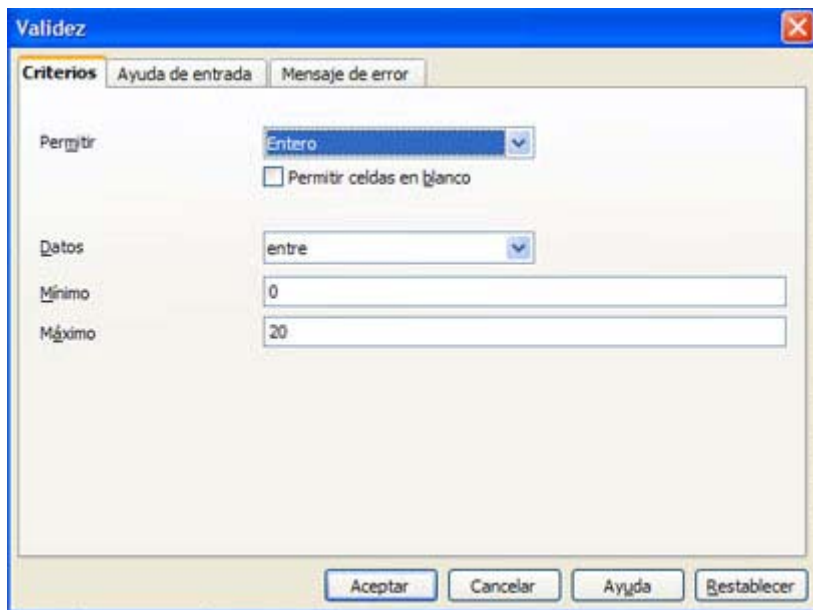 Validez
Criterios Ayuda de entrada Mensaje de error
Permitir Entero
Permitir celdas en blanco
Datos entre
Mínimo 0
Máximo 20
Aceptar Cancelar Ayuda Restablecer